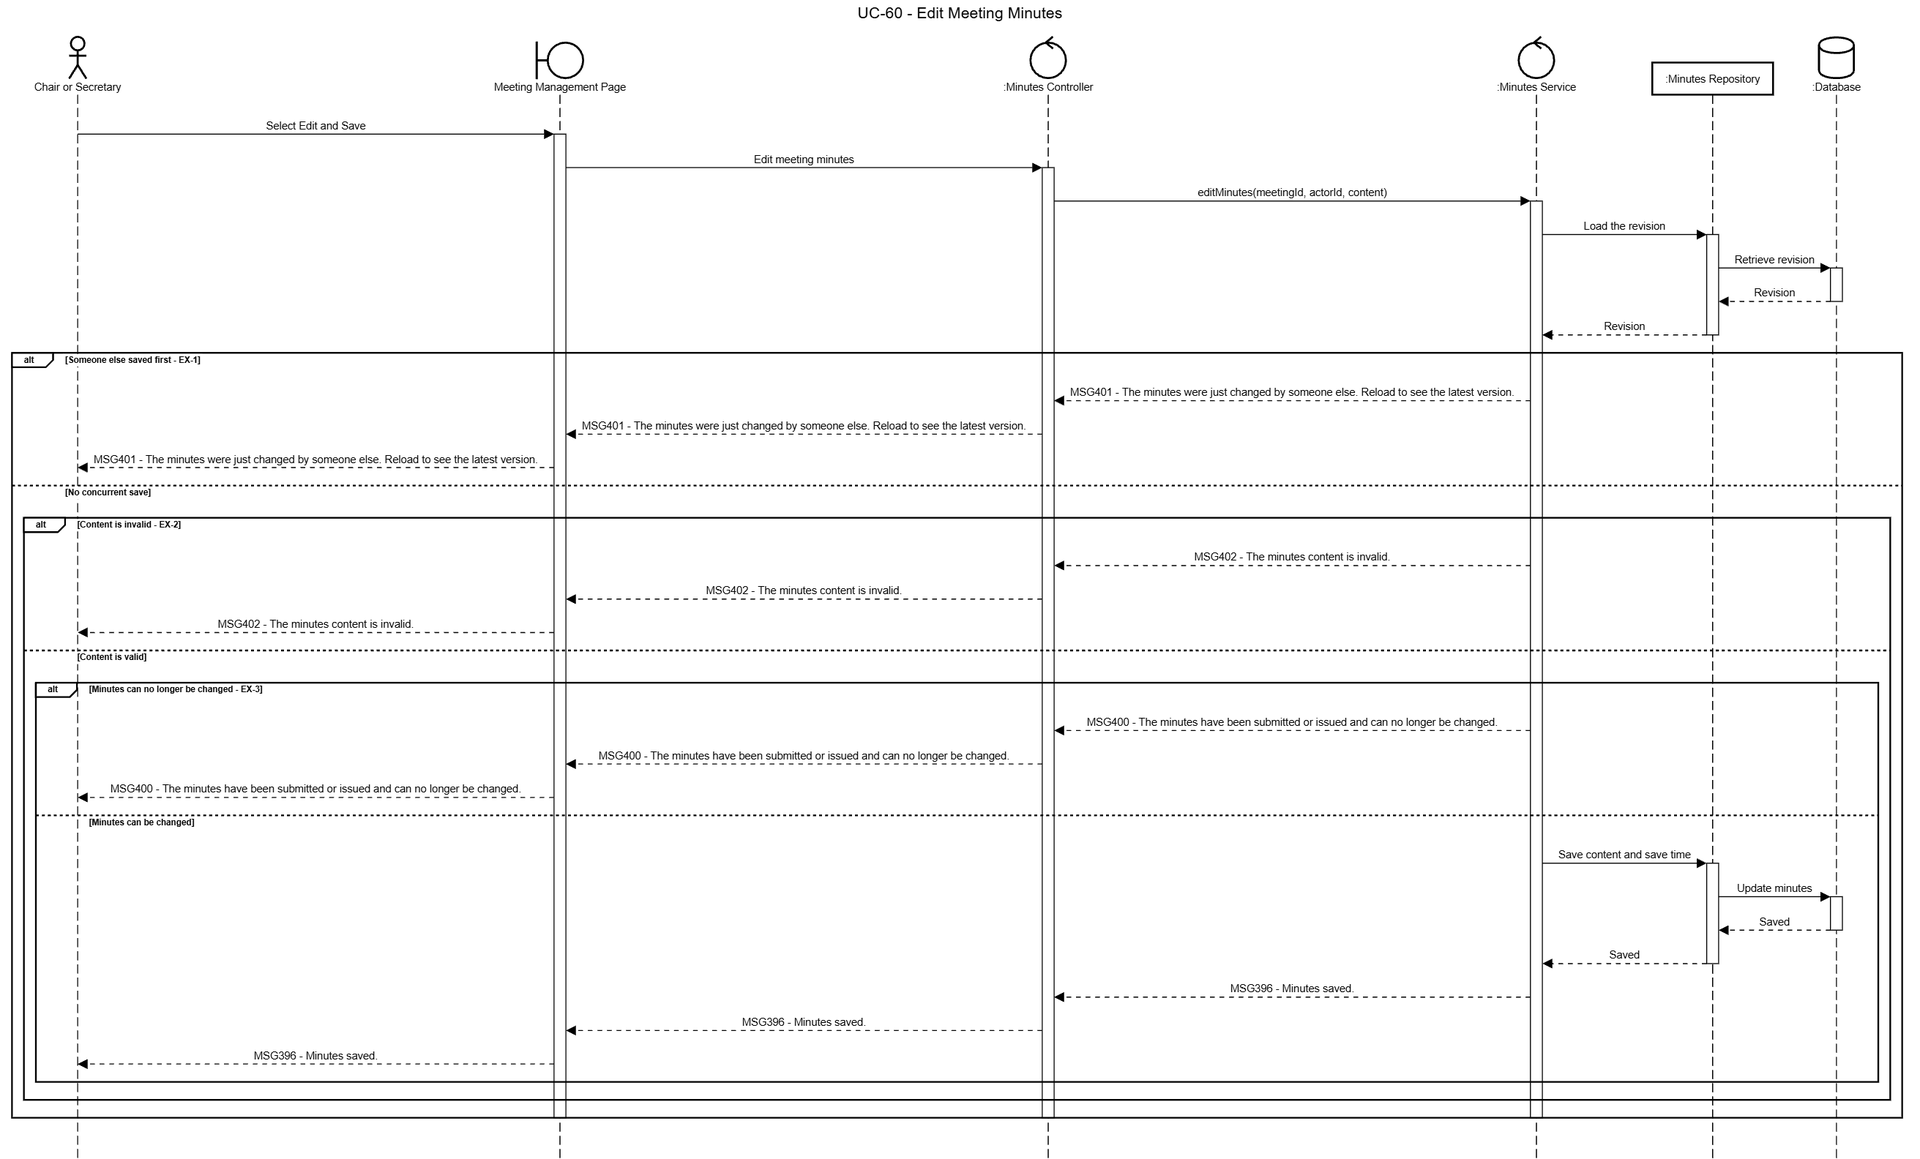 UC-60 - Edit Meeting Minutes
Chair or Secretary
Meeting Management Page
:Minutes Controller
:Minutes Service
:Minutes Repository
:Database
Select Edit and Save
Edit meeting minutes
editMinutes(meetingId, actorId, content)
Load the revision
Retrieve revision
Revision
Revision
alt
[Someone else saved first - EX-1]
MSG401 - The minutes were just changed by someone else. Reload to see the latest version.
MSG401 - The minutes were just changed by someone else. Reload to see the latest version.
MSG401 - The minutes were just changed by someone else. Reload to see the latest version.
[No concurrent save]
alt
[Content is invalid - EX-2]
MSG402 - The minutes content is invalid.
MSG402 - The minutes content is invalid.
MSG402 - The minutes content is invalid.
[Content is valid]
alt
[Minutes can no longer be changed - EX-3]
MSG400 - The minutes have been submitted or issued and can no longer be changed.
MSG400 - The minutes have been submitted or issued and can no longer be changed.
MSG400 - The minutes have been submitted or issued and can no longer be changed.
[Minutes can be changed]
Save content and save time
Update minutes
Saved
Saved
MSG396 - Minutes saved.
MSG396 - Minutes saved.
MSG396 - Minutes saved.